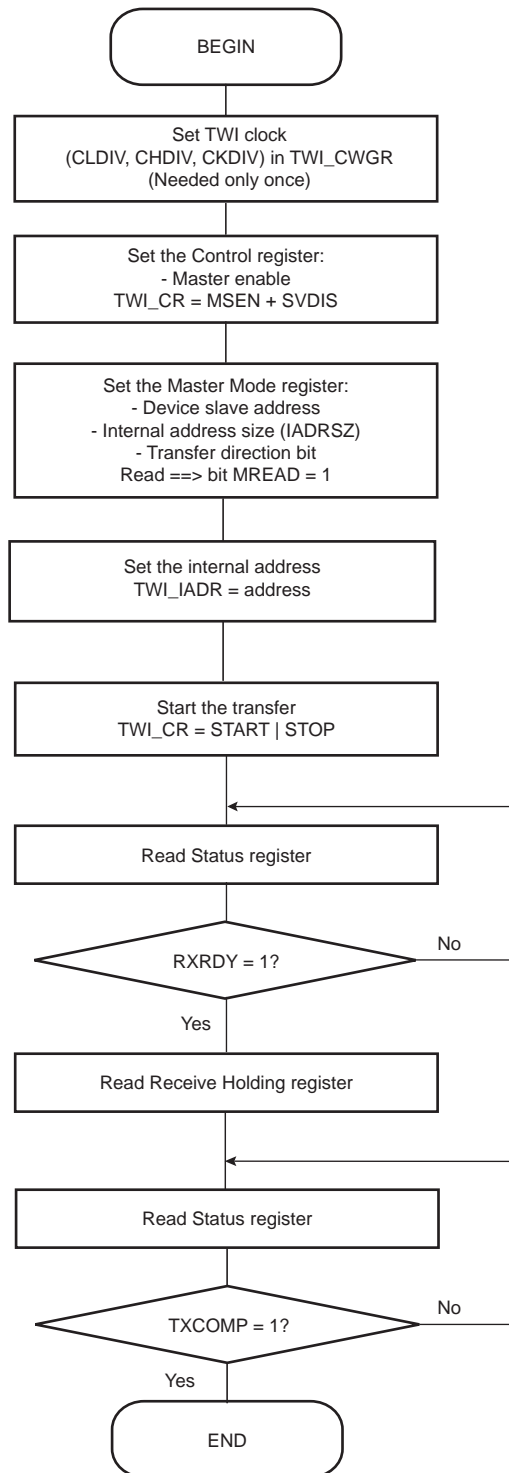 BEGIN
Set TWI clock
(CLDIV, CHDIV, CKDIV) in TWI_CWGR
(Needed only once)
Set the Control register:
- Master enable
TWI_CR = MSEN + SVDIS
Set the Master Mode register:
- Device slave address
- Internal address size (IADRSZ)
- Transfer direction bit
Read ==> bit MREAD = 1
Set the internal address
TWI_IADR = address
Start the transfer
TWI_CR = START | STOP
Read Status register
RXRDY = 1?
No
Yes
Read Receive Holding register
Read Status register
TXCOMP = 1?
No
Yes
END